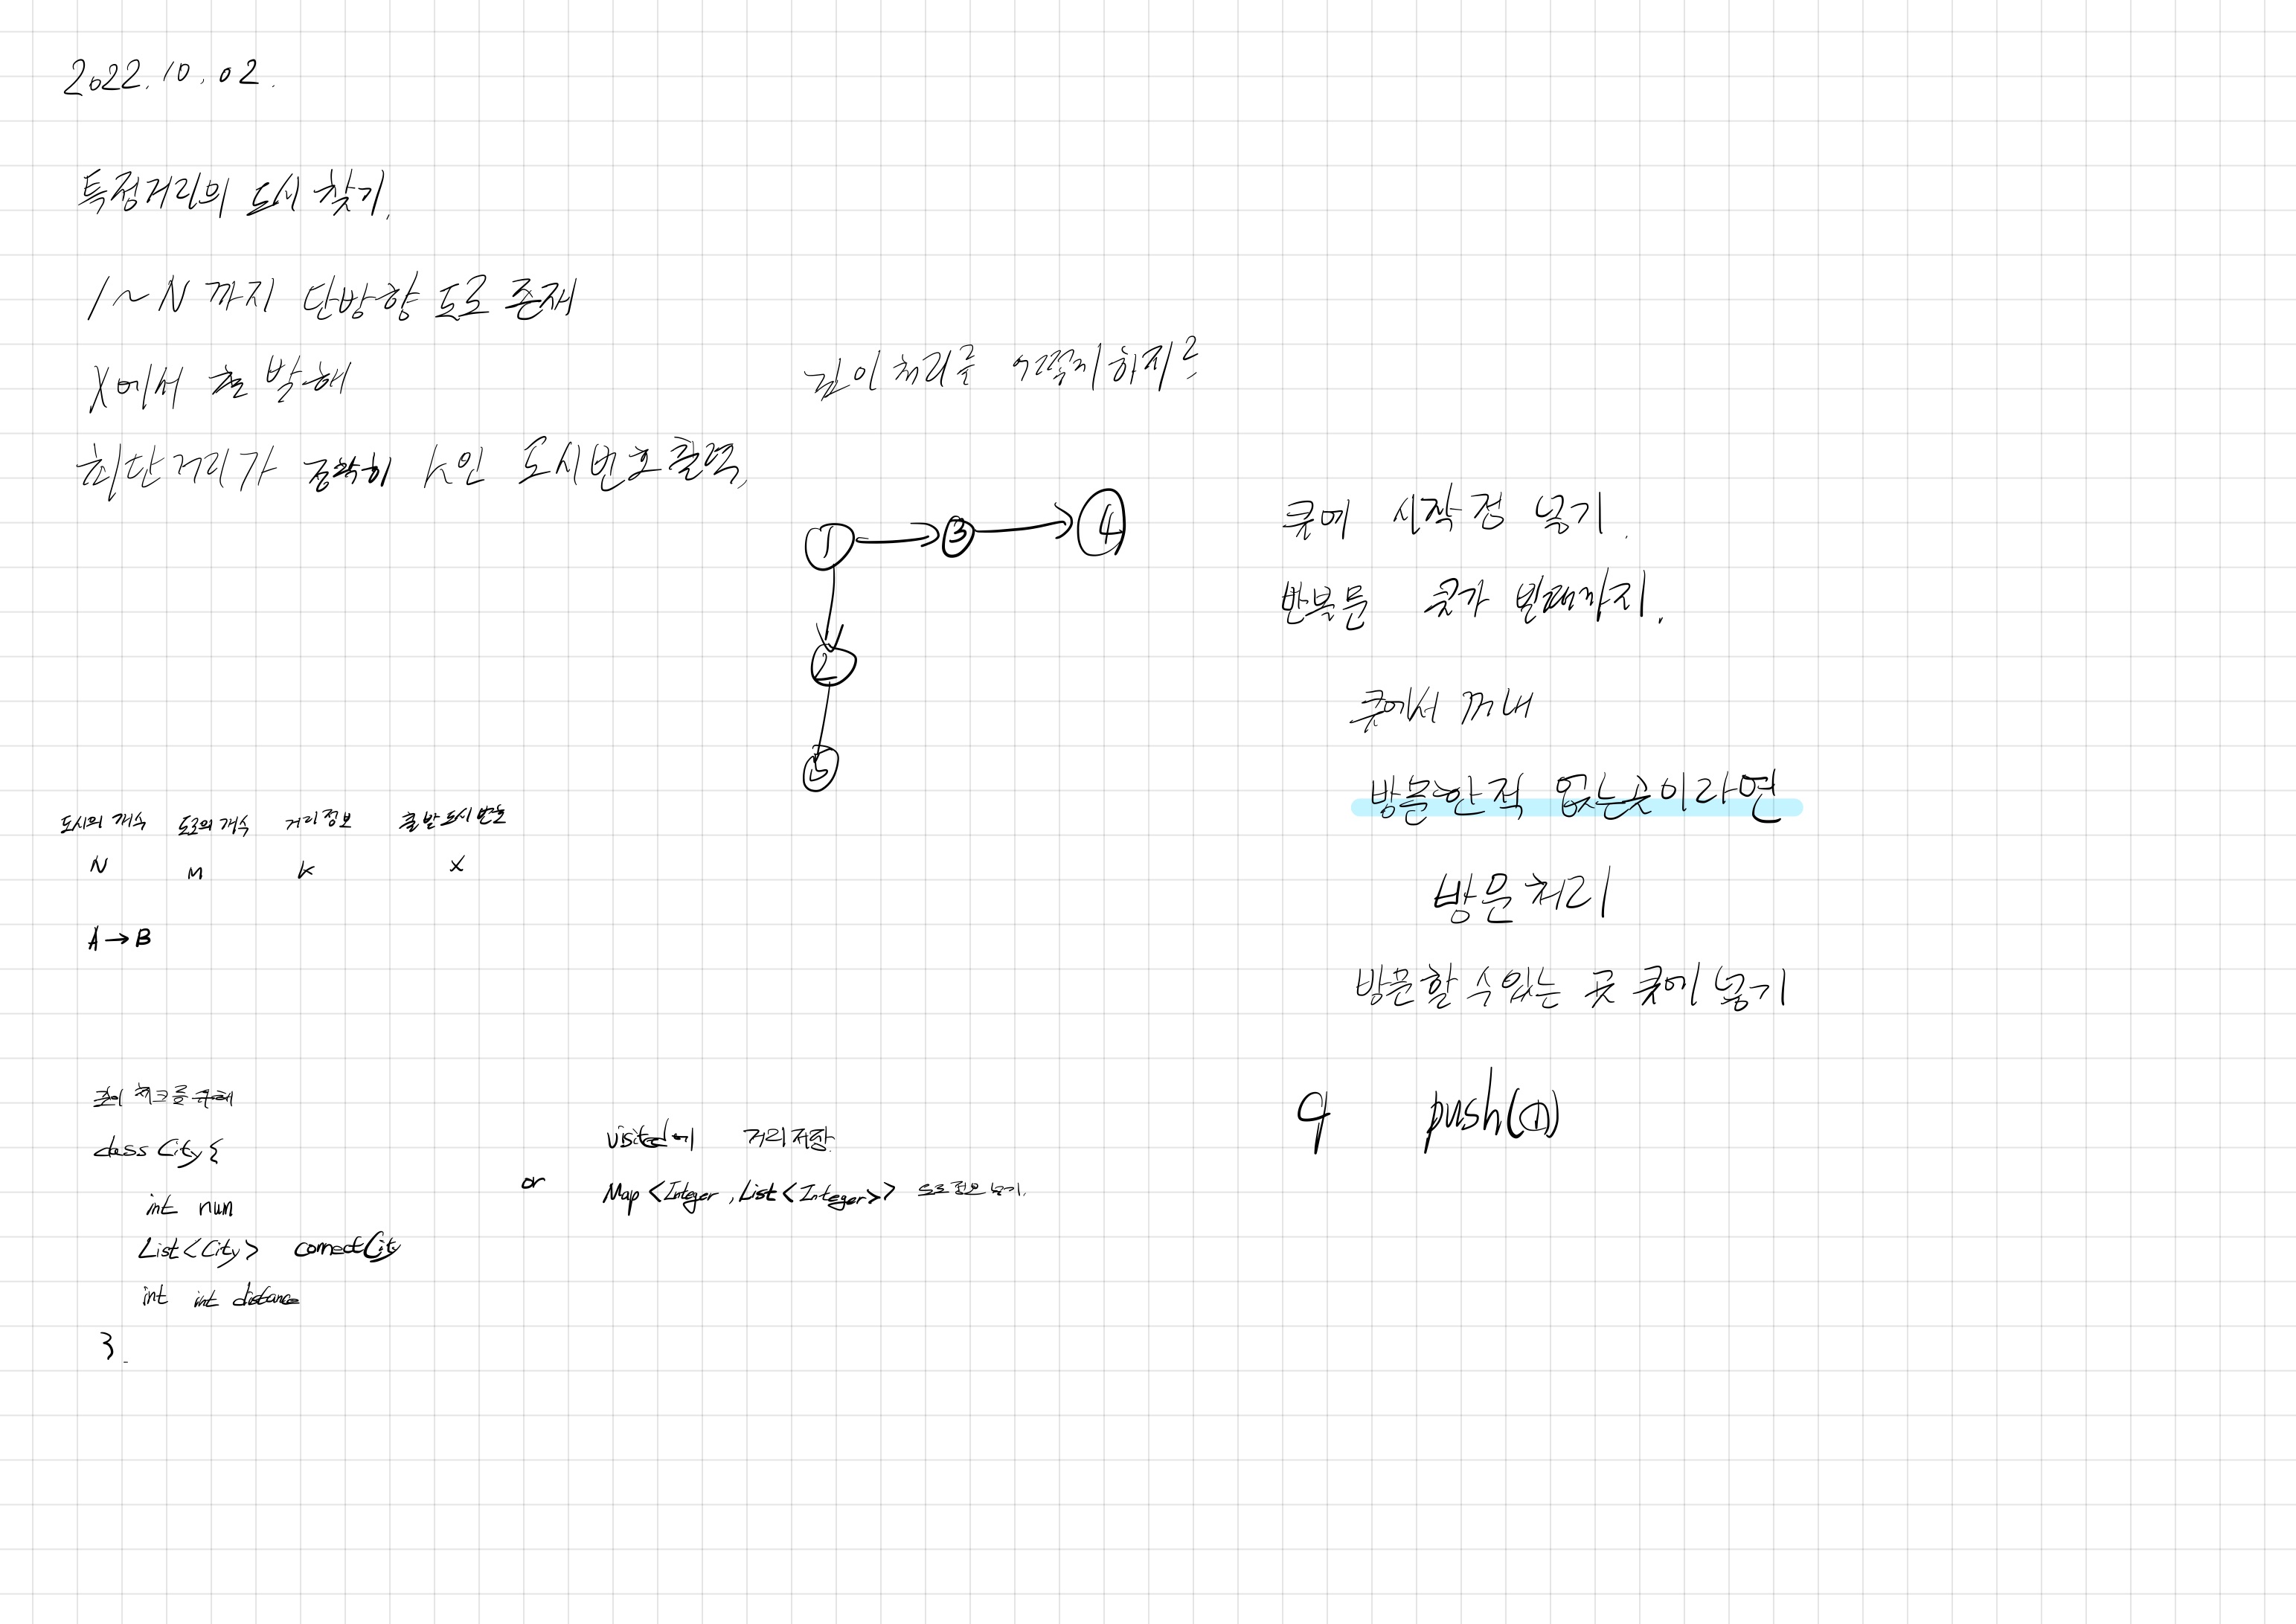 2022.10.02.
특정거리의 도시 찾기.
1~N 까지 단방향 도로 존재
X에서 출발해
최단거리가 정확히 K인 도시번호 출력.
깊이 처리를 어떻게하지?
1 3 4
2
도시의 개수 도로의 개수 거리 정보 출발도시 번호
N M K X
A → B
큐에 시작점 넣기.
반복문 큐가 빌때까지.
큐에서 꺼내
방문한적 없는곳이라면
방문처리
방문할 수 있는 곳 큐에 넣기
q push(1)
체크를 위해
class City {
int num
List<City> connectCity
int int distance
}.
or
visited에 거리 저장.
Map <Integer, List<Integer>> 도로정보 넣기.